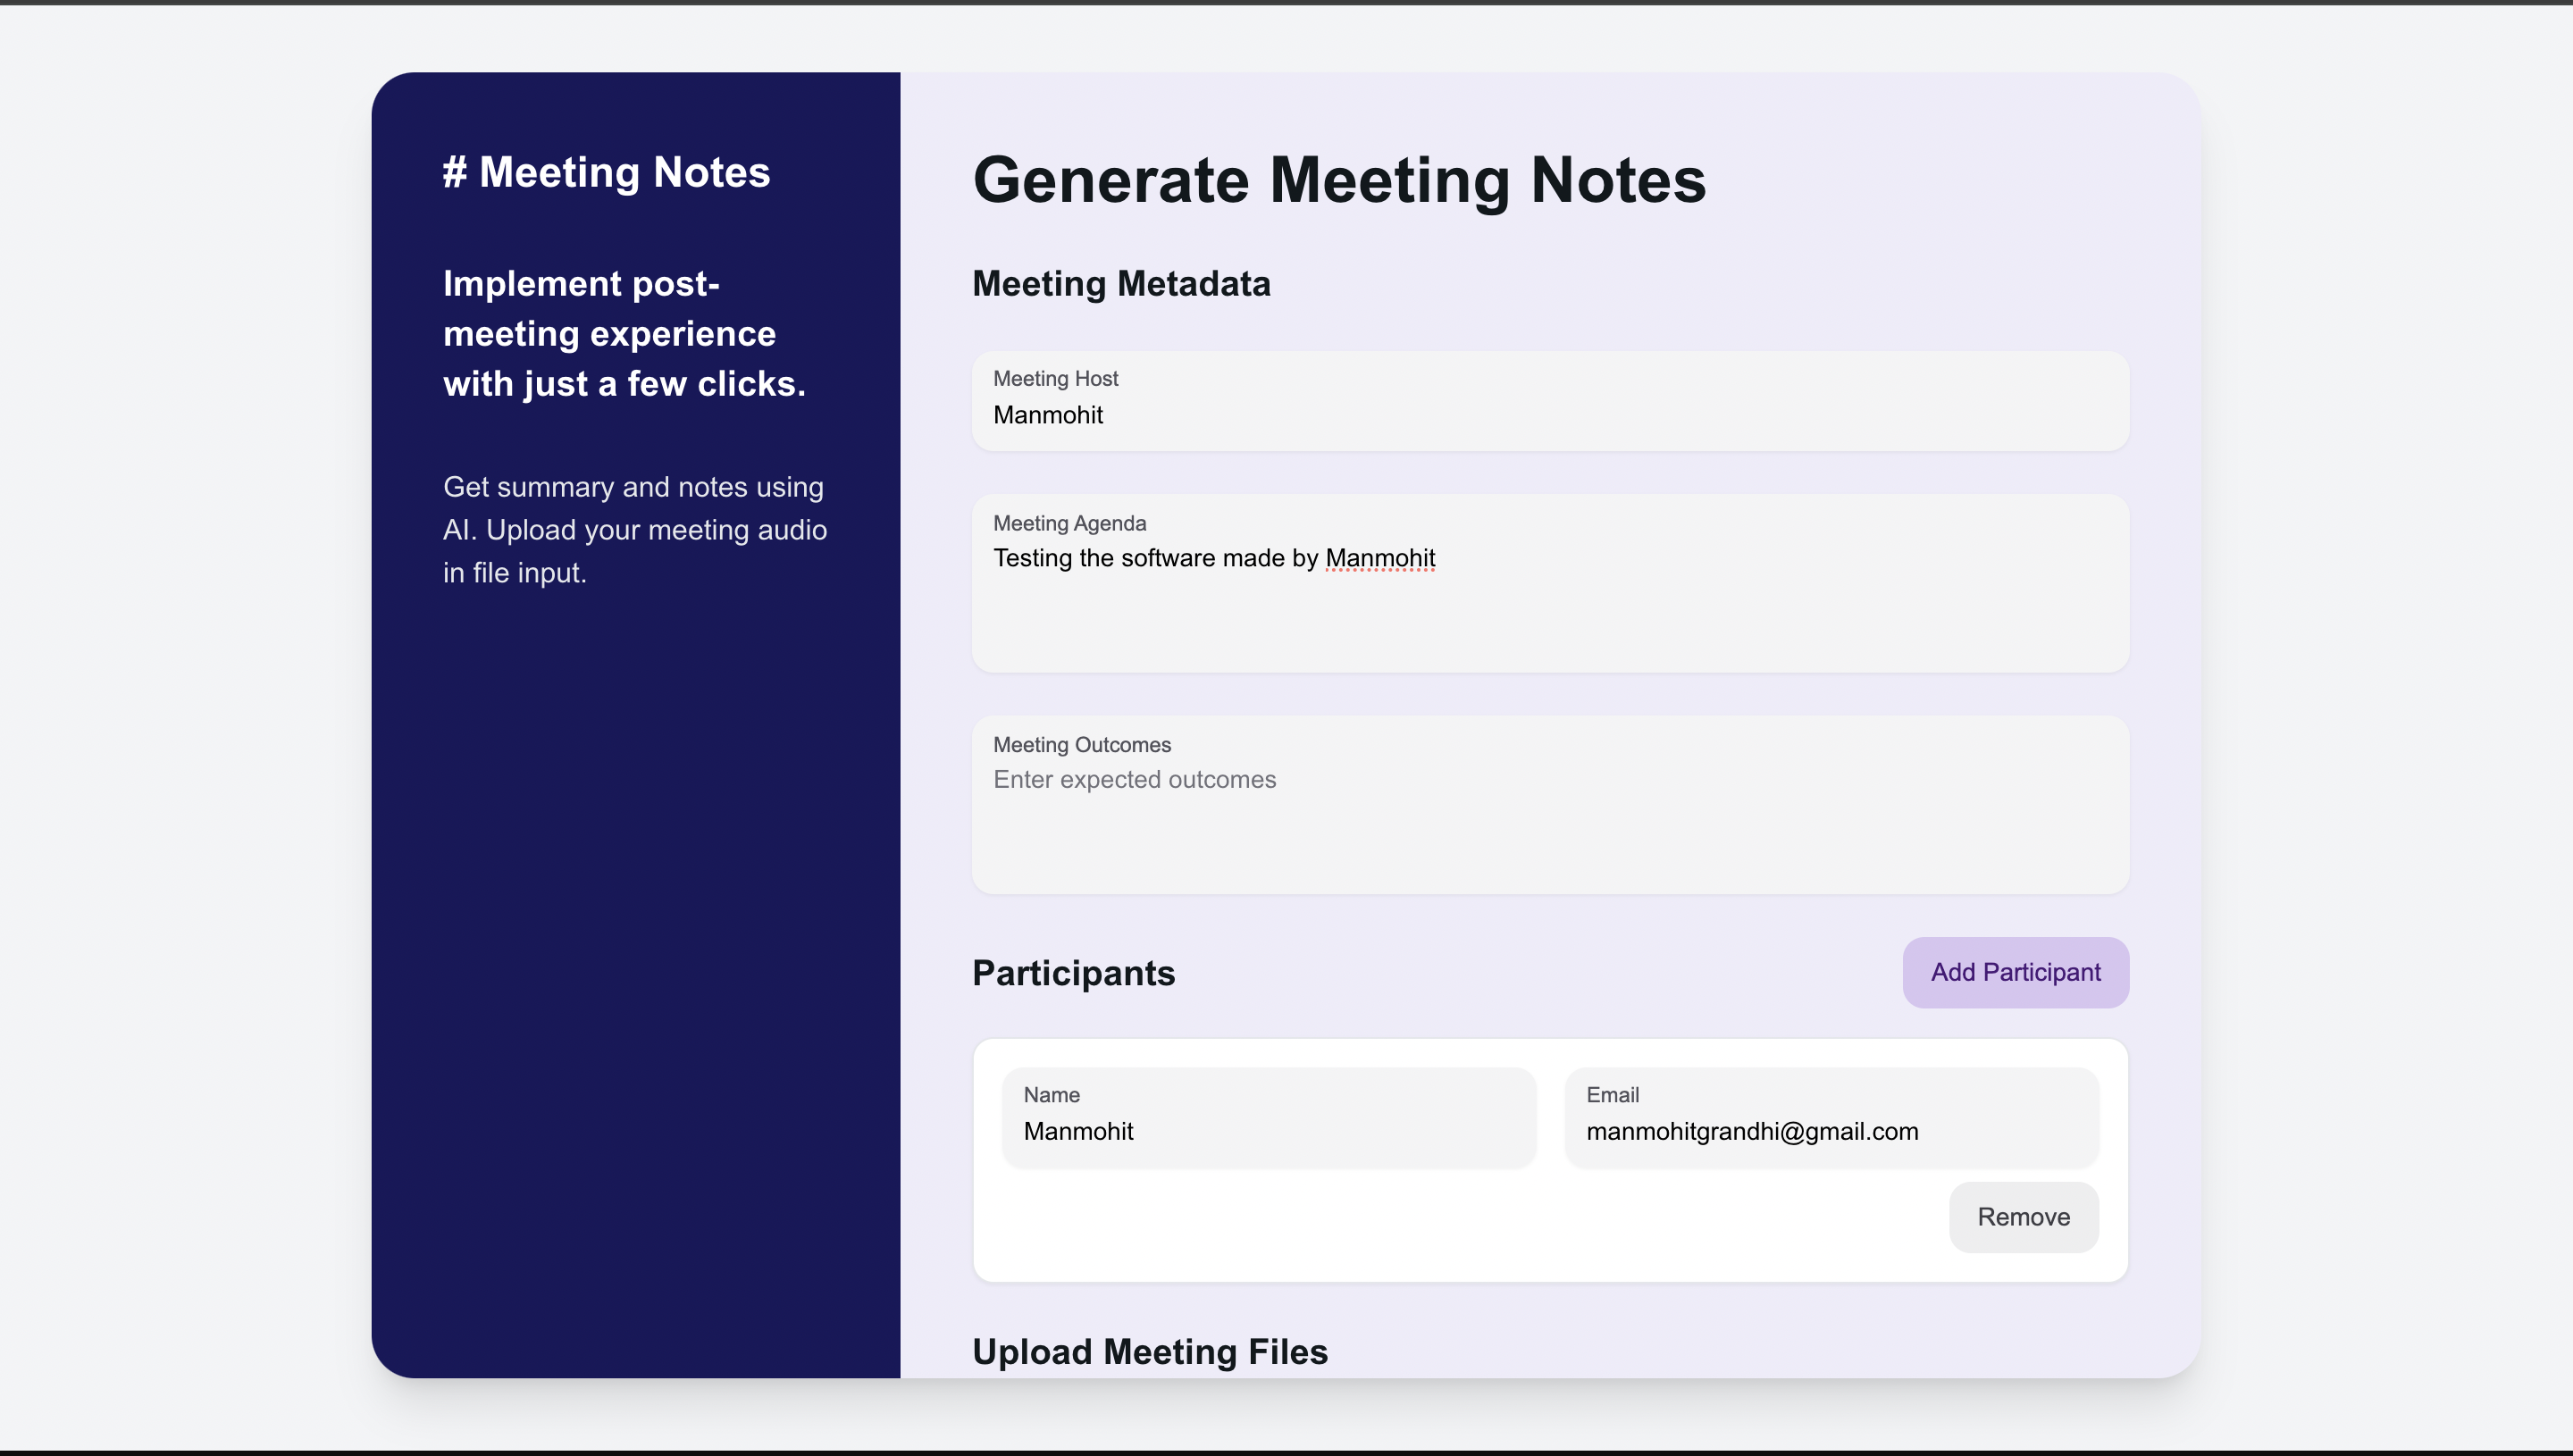 # Meeting Notes
Implement post-
meeting experience
with just a few clicks.
Get summary and notes using
AI. Upload your meeting audio
in file input.
Generate Meeting Notes
Meeting Metadata
Meeting Host
Manmohit
Meeting Agenda
Testing the software made by Manmohit
Meeting Outcomes
Enter expected outcomes
Participants
Add Participant
Name
Manmohit
Email
manmohitgrandhi@gmail.com
Remove
Upload Meeting Files